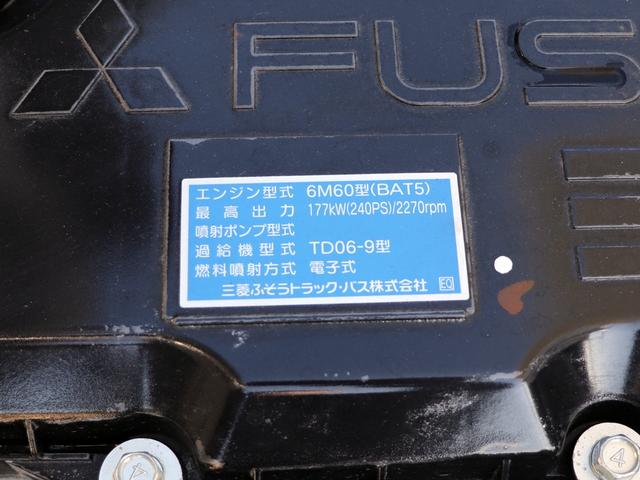 FUS
エンジン型式 6M60型(BAT5)
最高出力 177kW(240PS)/2270rpm
噴射ポンプ型式
過給機型式 TD06-9型
燃料噴射方式 電子式
三菱ふそうトラック・バス株式会社 EO
4 4